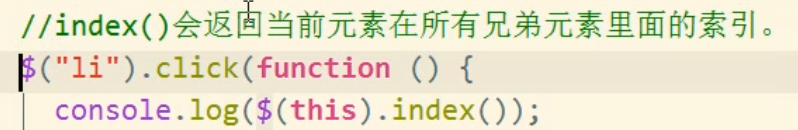 //index()会返回当前元素在所有兄弟元素里面的索引。
$("li").click(function () {
console.log($(this).index());